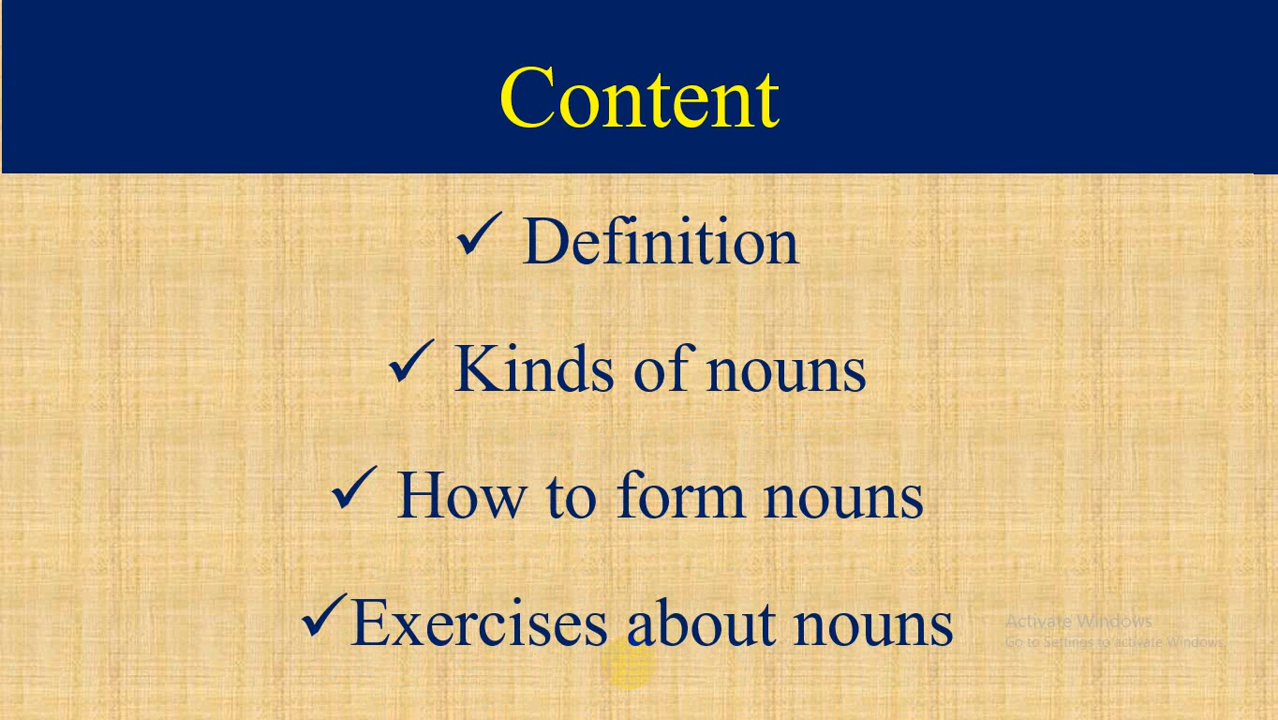 Content
✓ Definition
✓ Kinds of nouns
✓ How to form nouns
✓Exercises about nouns
Activate Windows
Go to Settings to activate Windows.